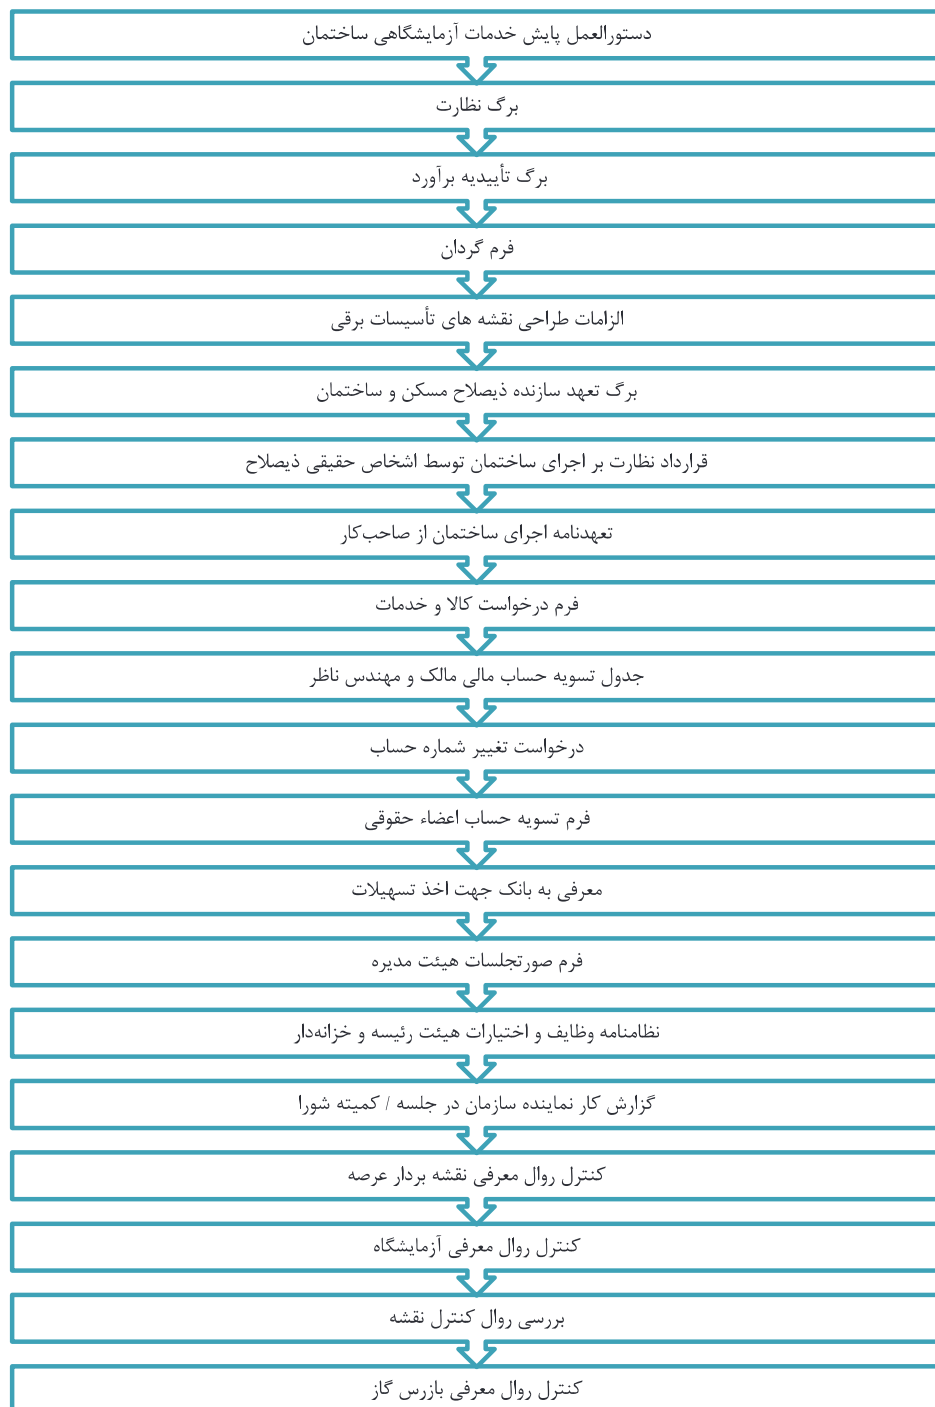 دستورالعمل پایش خدمات آزمایشگاهی ساختمان
برگ نظارت
برگ تأییدیه برآورد
فرم گردان
الزامات طراحی نقشه های تأسیسات برقی
برگ تعهد سازنده ذیصلاح مسکن و ساختمان
قرارداد نظارت بر اجرای ساختمان توسط اشخاص حقیقی ذیصلاح
تعهدنامه اجرای ساختمان از صاحب‌کار
فرم درخواست کالا و خدمات
جدول تسویه حساب مالی مالک و مهندس ناظر
درخواست تغییر شماره حساب
فرم تسویه حساب اعضاء حقوقی
معرفی به بانک جهت اخذ تسهیلات
فرم صورتجلسات هیئت مدیره
نظامنامه وظایف و اختیارات هیئت رئیسه و خزانه‌دار
گزارش کار نماینده سازمان در جلسه / کمیته شورا
کنترل روال معرفی نقشه بردار عرصه
کنترل روال معرفی آزمایشگاه
بررسی روال کنترل نقشه
کنترل روال معرفی بازرس گاز